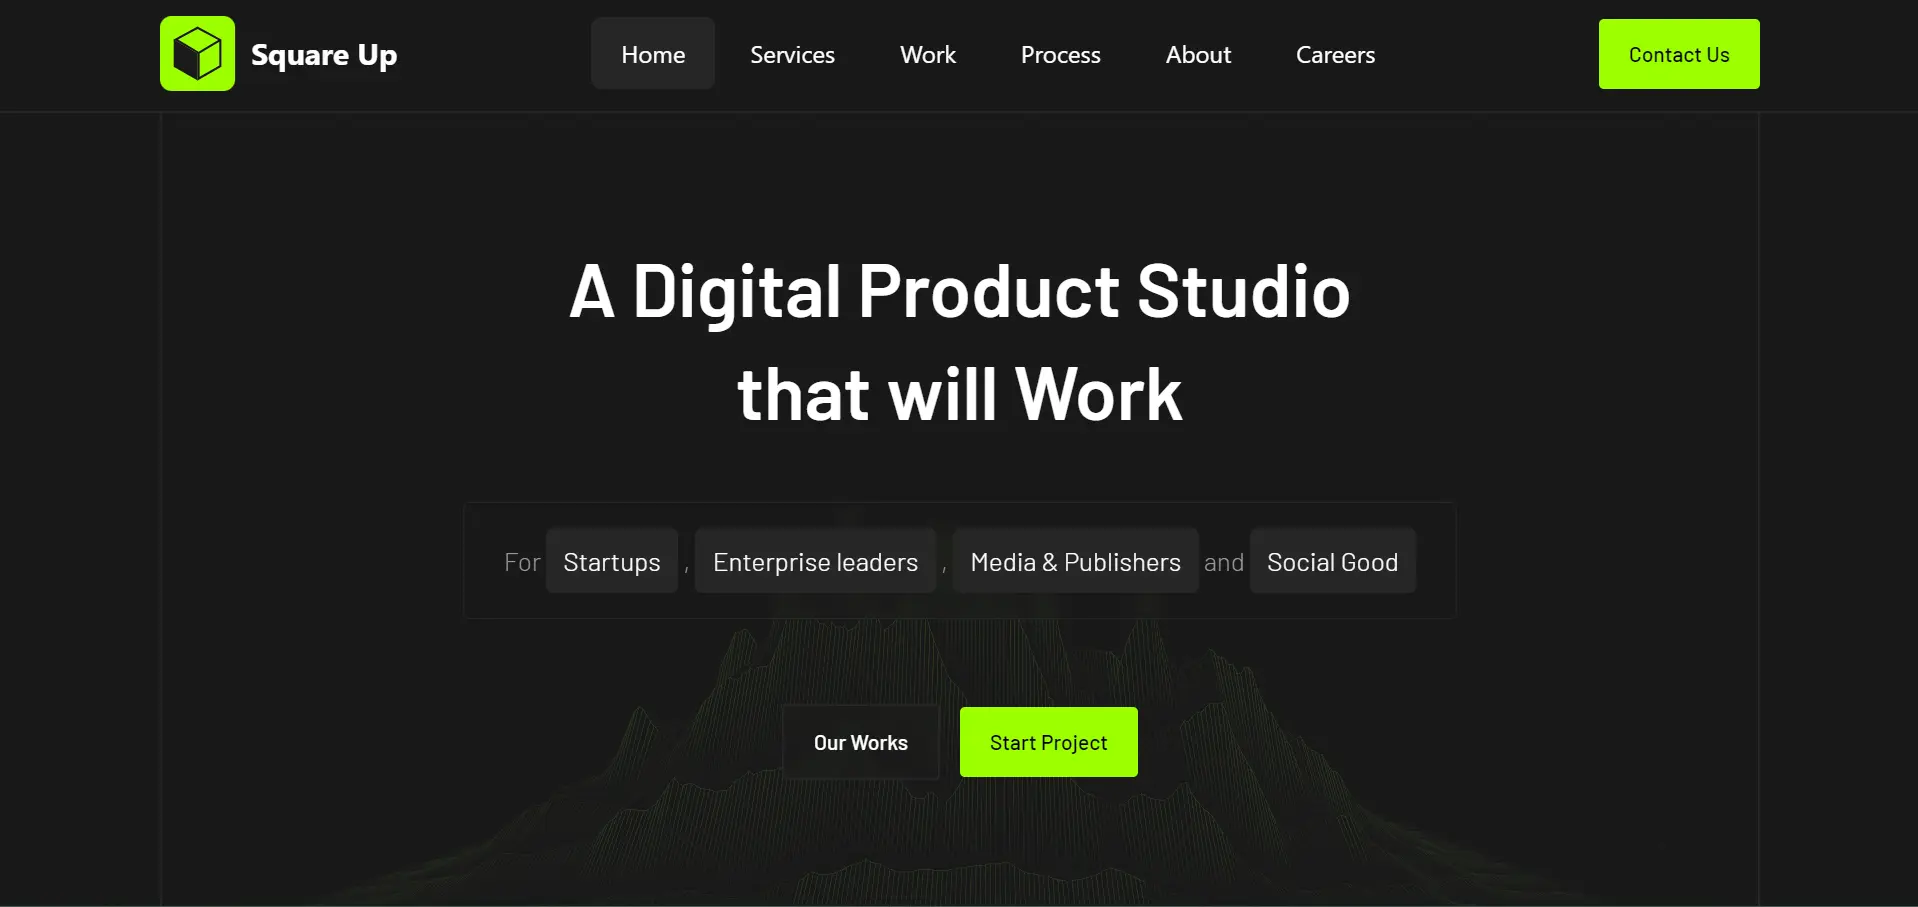 Square Up
Home Services Work Process About Careers
Contact Us
A Digital Product Studio
that will Work
For Startups , Enterprise leaders , Media & Publishers and Social Good
Our Works Start Project